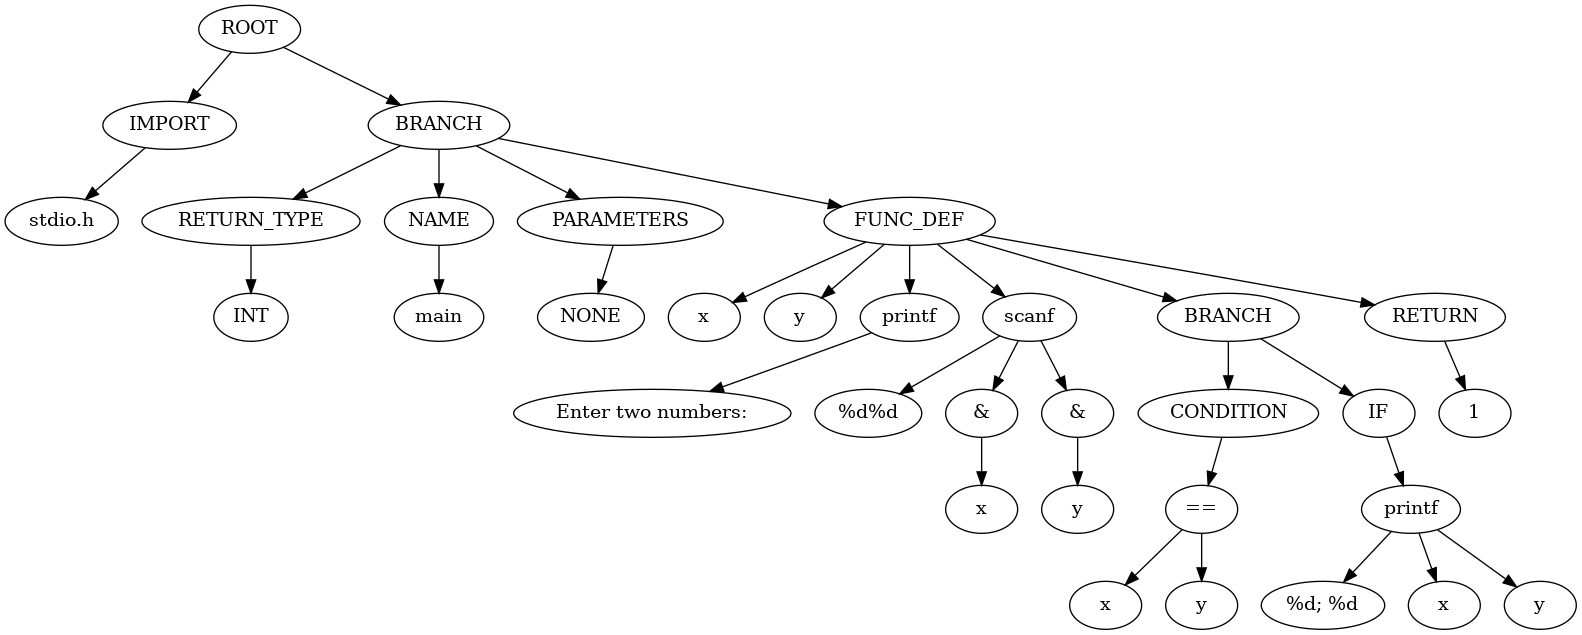 ROOT
IMPORT
BRANCH
stdio.h
RETURN_TYPE
NAME
PARAMETERS
FUNC_DEF
INT
main
NONE
x
y
printf
scanf
BRANCH
RETURN
Enter two numbers:
%d%d
&
&
CONDITION
IF
1
x
y
==
printf
x
y
%d; %d
x
y